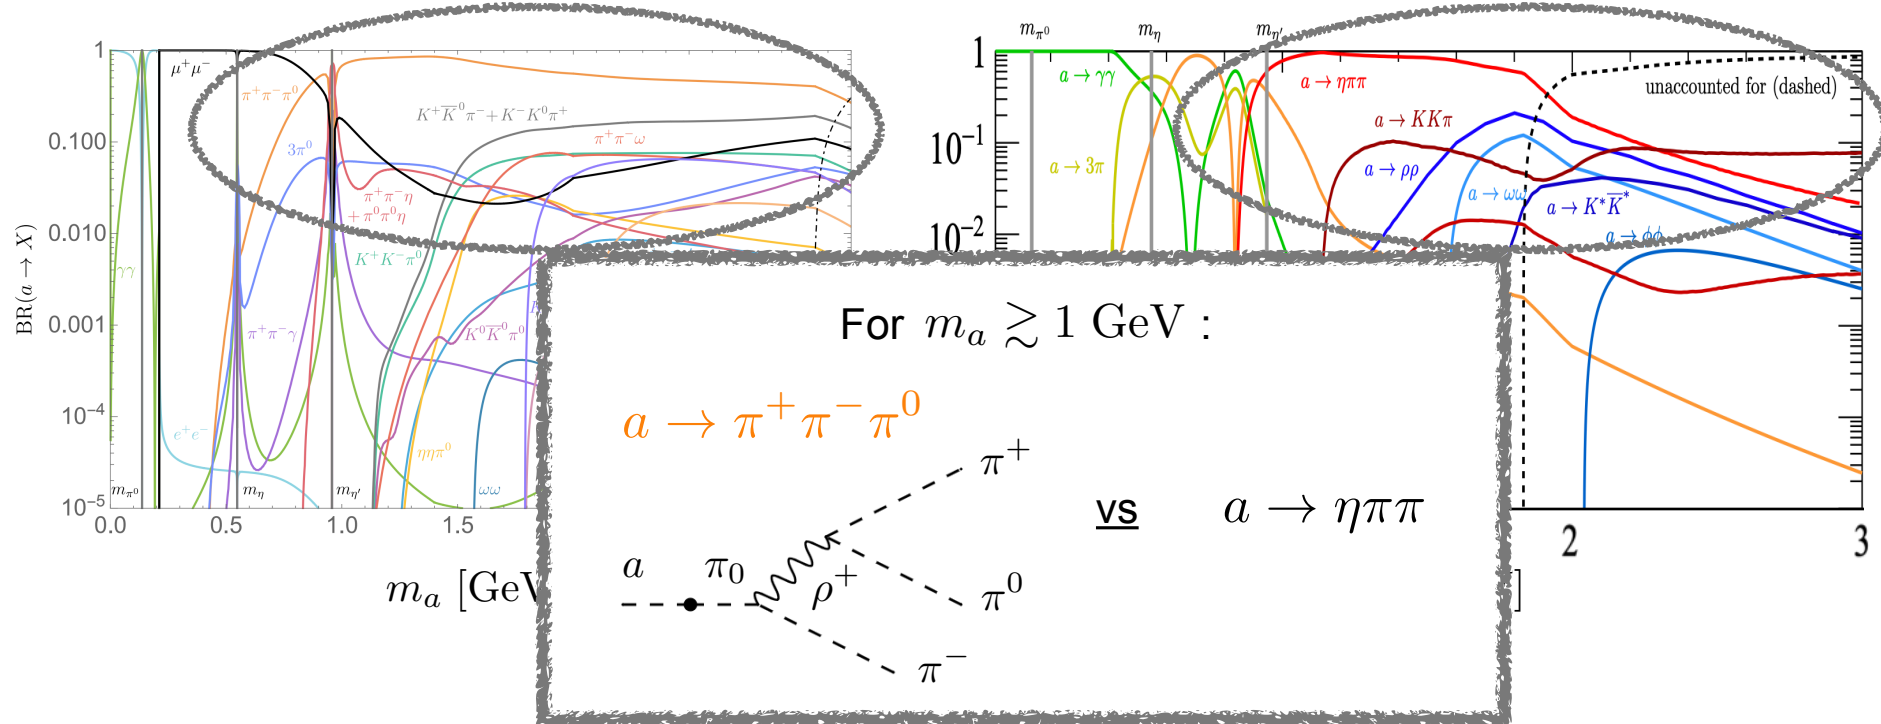 BR(a → X)
1
0.100
0.010
0.001
10⁻⁴
10⁻⁵
0.0
0.5
1.0
1.5
μ⁺μ⁻
π⁺π⁻π⁰
3π⁰
K⁺K̅⁰π⁻+K⁻K⁰π⁺
π⁺π⁻ω
π⁺π⁻η
+π⁰π⁰η
K⁺K⁻π⁰
γγ
π⁺π⁻γ
K⁰K̅⁰π⁰
e⁺e⁻
ηηπ⁰
ωω
m_π⁰
m_η
m_η′
m_a [GeV
m_π⁰
m_η
m_η′
1
10⁻¹
10⁻²
a → γγ
a → ηππ
unaccounted for (dashed)
a → KKπ
a → 3π
a → ρρ
a → ωω
a → K*K̅*
a → ϕϕ
2
3
]
For m_a ≳ 1 GeV :
a → π⁺π⁻π⁰
π⁺
vs
a → ηππ
a
π₀
ρ⁺
π⁰
π⁻